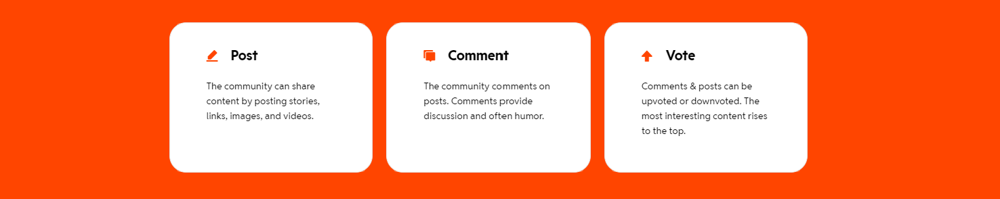 Post
The community can share
content by posting stories,
links, images, and videos.
Comment
The community comments on
posts. Comments provide
discussion and often humor.
Vote
Comments & posts can be
upvoted or downvoted. The
most interesting content rises
to the top.